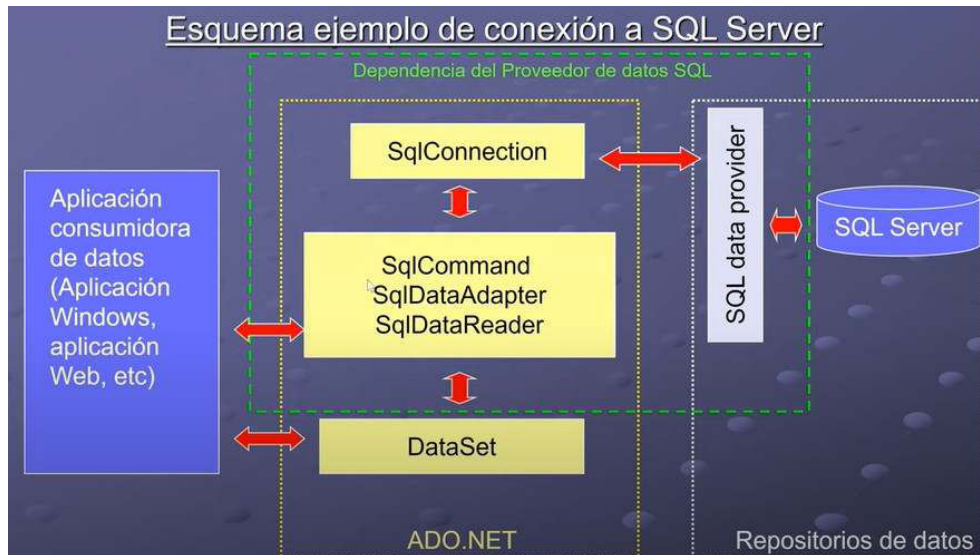 Esquema ejemplo de conexión a SQL Server
Dependencia del Proveedor de datos SQL
SqlConnection
SQL data provider
Aplicación
consumidora
de datos
(Aplicación
Windows,
aplicación
Web, etc)
SqlCommand
SqlDataAdapter
SqlDataReader
SQL Server
DataSet
ADO.NET
Repositorios de datos